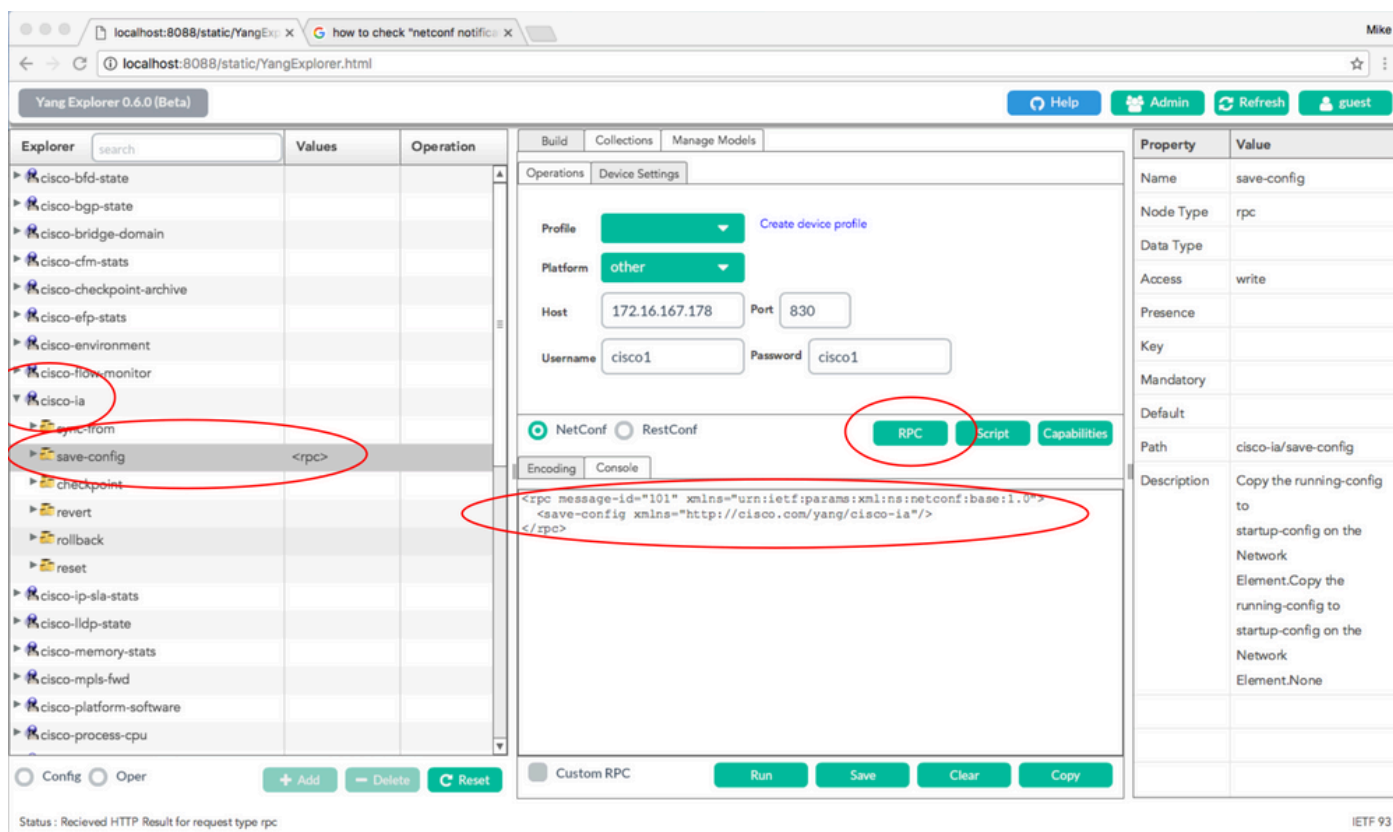 localhost:8088/static/YangExp
how to check "netconf notifica
Mike
localhost:8088/static/YangExplorer.html
Yang Explorer 0.6.0 (Beta)
Help
Admin
Refresh
guest
Explorer
search
Values
Operation
cisco-bfd-state
cisco-bgp-state
cisco-bridge-domain
cisco-cfm-stats
cisco-checkpoint-archive
cisco-efp-stats
cisco-environment
cisco-flow-monitor
cisco-ia
sync-from
save-config
<rpc>
checkpoint
revert
rollback
reset
cisco-ip-sla-stats
cisco-lldp-state
cisco-memory-stats
cisco-mpls-fwd
cisco-platform-software
cisco-process-cpu
Config
Oper
Add
Delete
Reset
Build
Collections
Manage Models
Operations
Device Settings
Profile
Create device profile
Platform
other
Host
172.16.167.178
Port
830
Username
cisco1
Password
cisco1
NetConf
RestConf
RPC
Script
Capabilities
Encoding
Console
<rpc message-id="101" xmlns="urn:ietf:params:xml:ns:netconf:base:1.0">
<save-config xmlns="http://cisco.com/yang/cisco-ia"/>
</rpc>
Custom RPC
Run
Save
Clear
Copy
Property
Value
Name
save-config
Node Type
rpc
Data Type
Access
write
Presence
Key
Mandatory
Default
Path
cisco-ia/save-config
Description
Copy the running-config
to
startup-config on the
Network
Element.Copy the
running-config to
startup-config on the
Network
Element.None
Status : Recieved HTTP Result for request type rpc
IETF 93